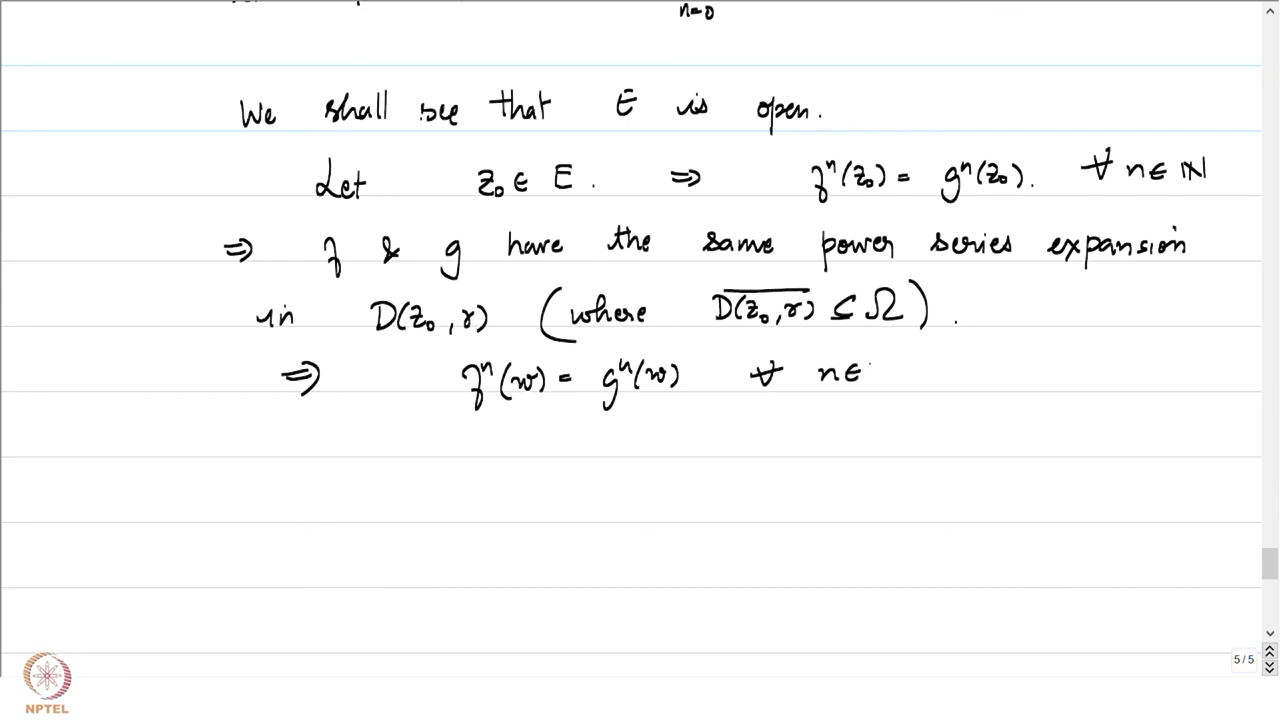 n=0
We shall see that E is open.
Let z₀ ∈ E. ⇒ fⁿ(z₀) = gⁿ(z₀). ∀ n ∈ ℕ
⇒ f & g have the same power series expansion
in D(z₀, r) (where \overline{D(z₀, r)} ⊆ Ω).
⇒ fⁿ(w) = gⁿ(w) ∀ n ∈
5 / 5
NPTEL